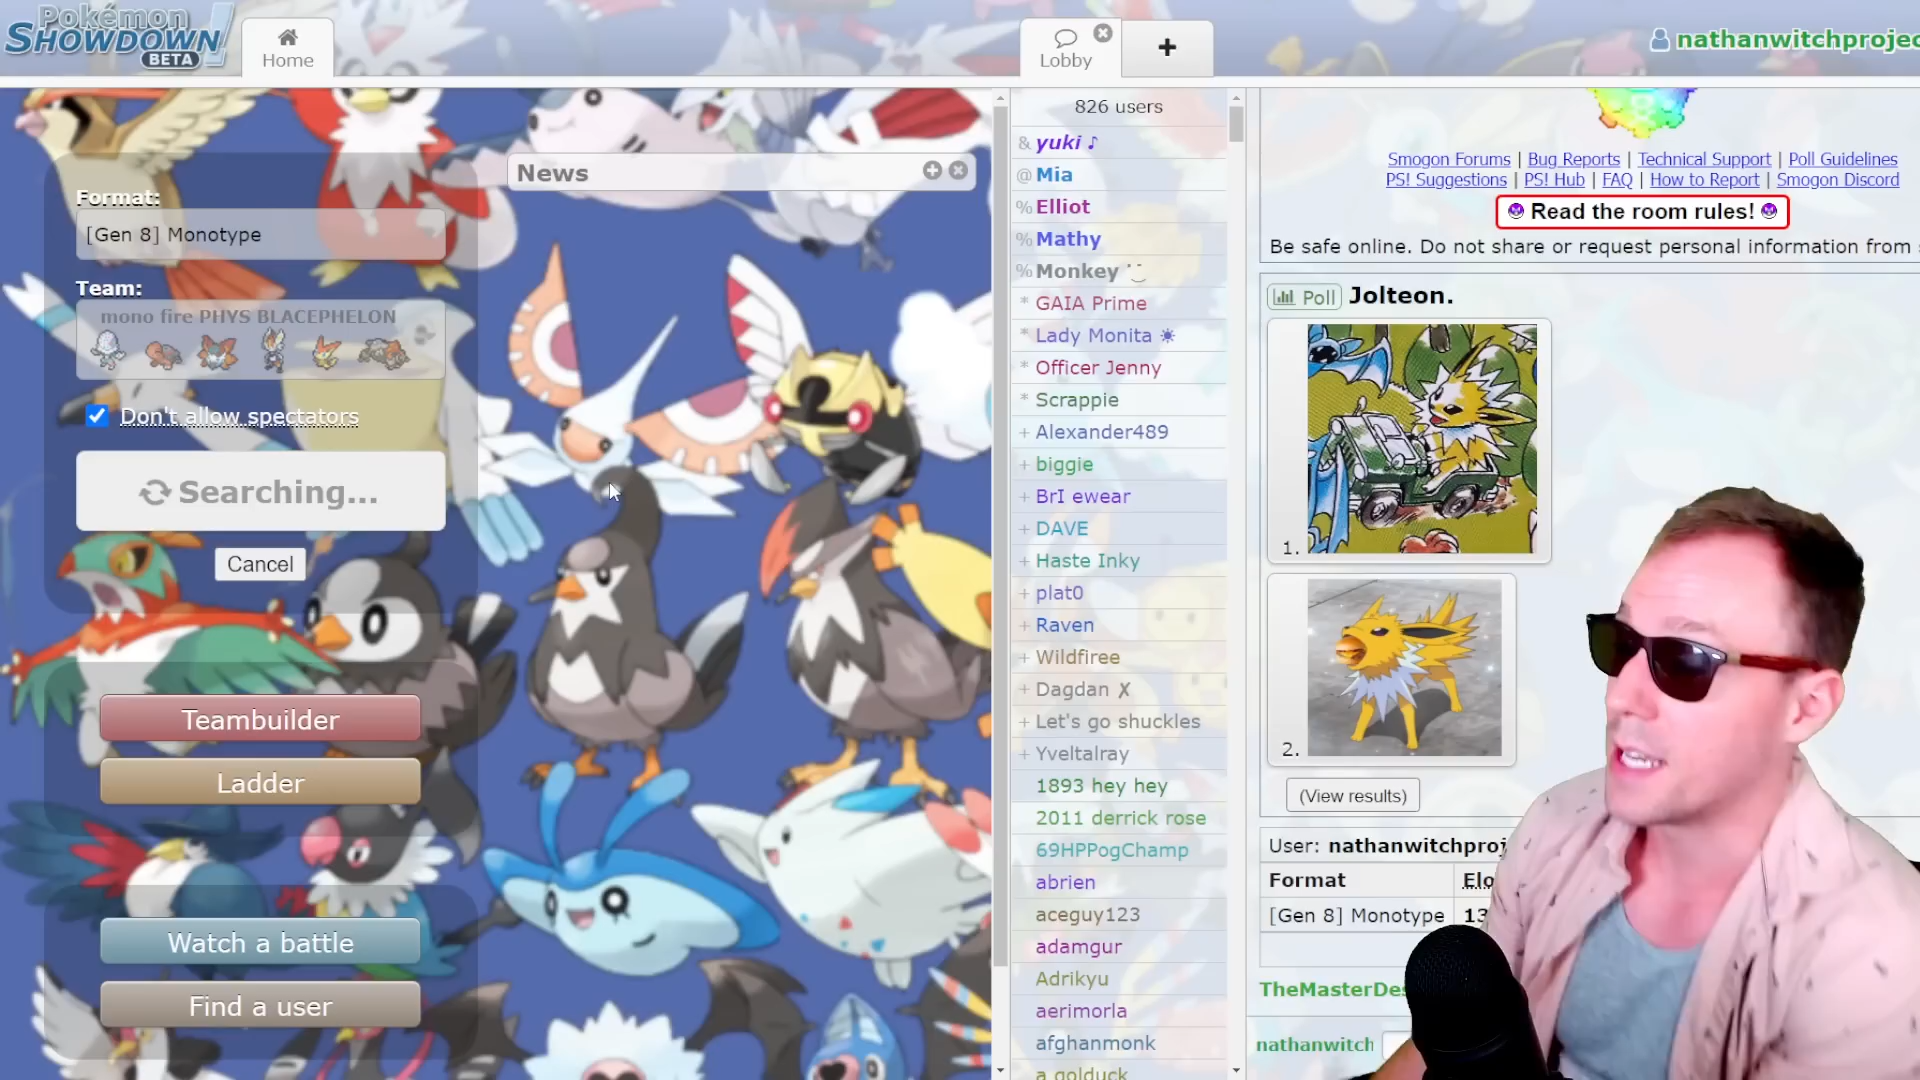 Pokémon
SHOWDOWN!
BETA
Home
Lobby
+
nathanwitchprojec
Format:
[Gen 8] Monotype
Team:
mono fire PHYS BLACEPHELON
Don't allow spectators
Searching...
Cancel
Teambuilder
Ladder
Watch a battle
Find a user
News
826 users
& yuki ♪
@ Mia
% Elliot
% Mathy
% Monkey
* GAIA Prime
* Lady Monita ☀
* Officer Jenny
* Scrappie
+ Alexander489
+ biggie
+ BrI ewear
+ DAVE
+ Haste Inky
+ plat0
+ Raven
+ Wildfiree
+ Dagdan ✗
+ Let's go shuckles
+ Yveltalray
1893 hey hey
2011 derrick rose
69HPPogChamp
abrien
aceguy123
adamgur
Adrikyu
aerimorla
afghanmonk
a golduck
Smogon Forums | Bug Reports | Technical Support | Poll Guidelines
PS! Suggestions | PS! Hub | FAQ | How to Report | Smogon Discord
Read the room rules!
Be safe online. Do not share or request personal information from
Poll Jolteon.
1.
2.
(View results)
User: nathanwitchproj
Format Elo
[Gen 8] Monotype 13
TheMasterDes
nathanwitch